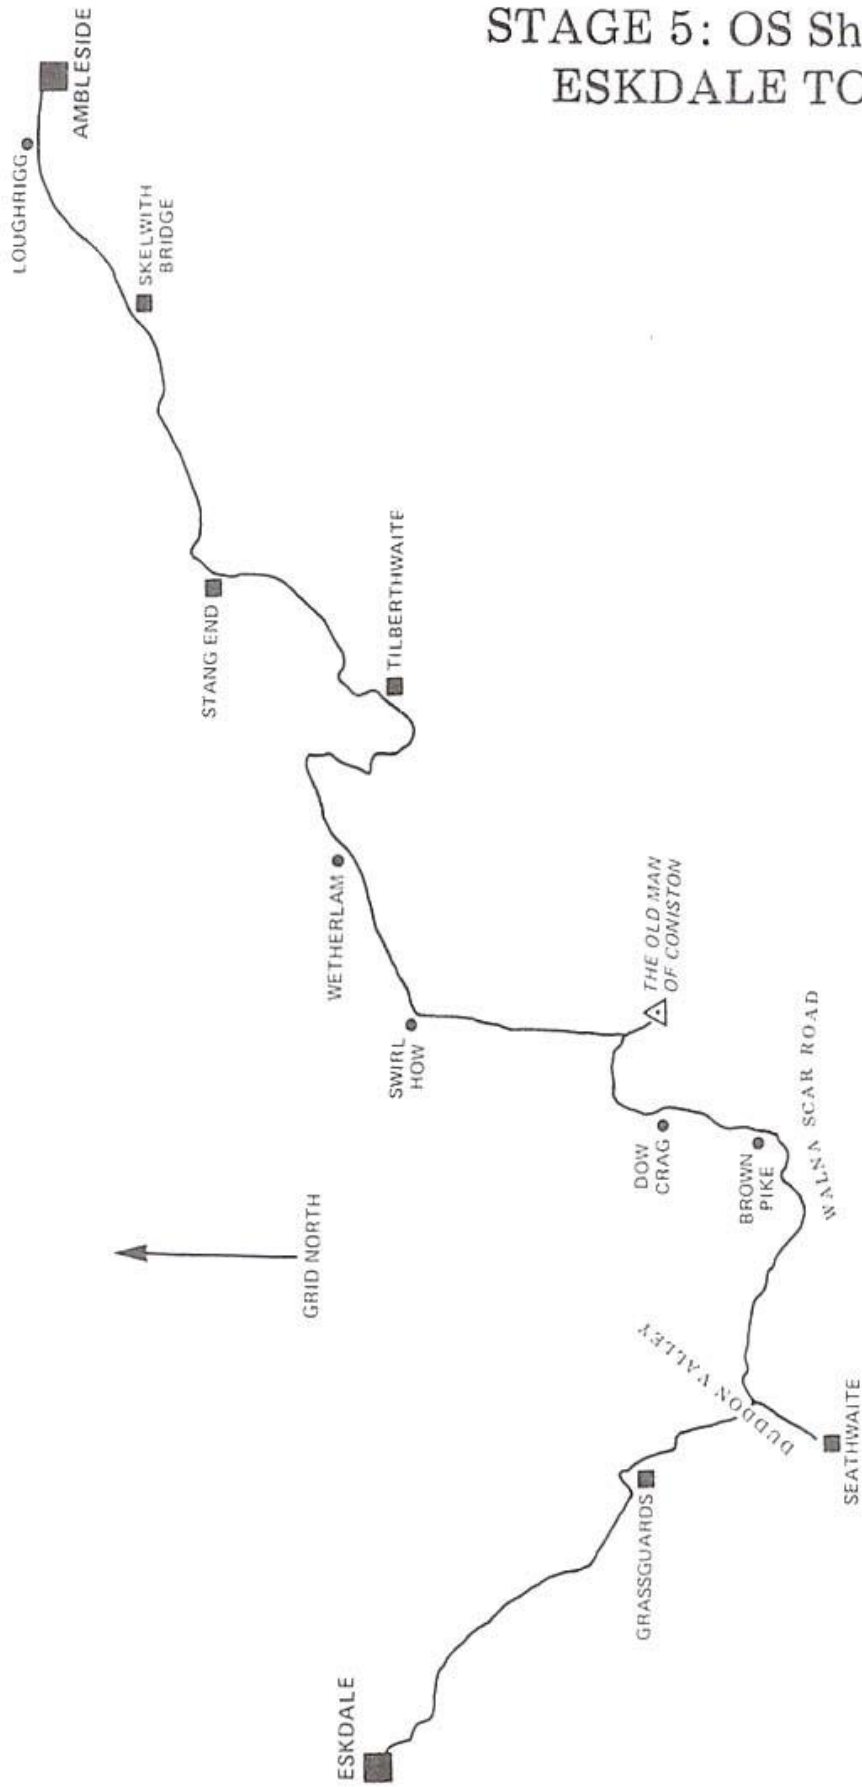 STAGE 5: OS Sh
ESKDALE TO
AMBLESIDE
LOUGHRIGG
SKELWITH
BRIDGE
STANG END
TILBERTHWAITE
WETHERLAM
SWIRL
HOW
THE OLD MAN
OF CONISTON
DOW
CRAG
BROWN
PIKE
WALNA SCAR ROAD
GRID NORTH
DUDDON VALLEY
SEATHWAITE
GRASSGUARDS
ESKDALE